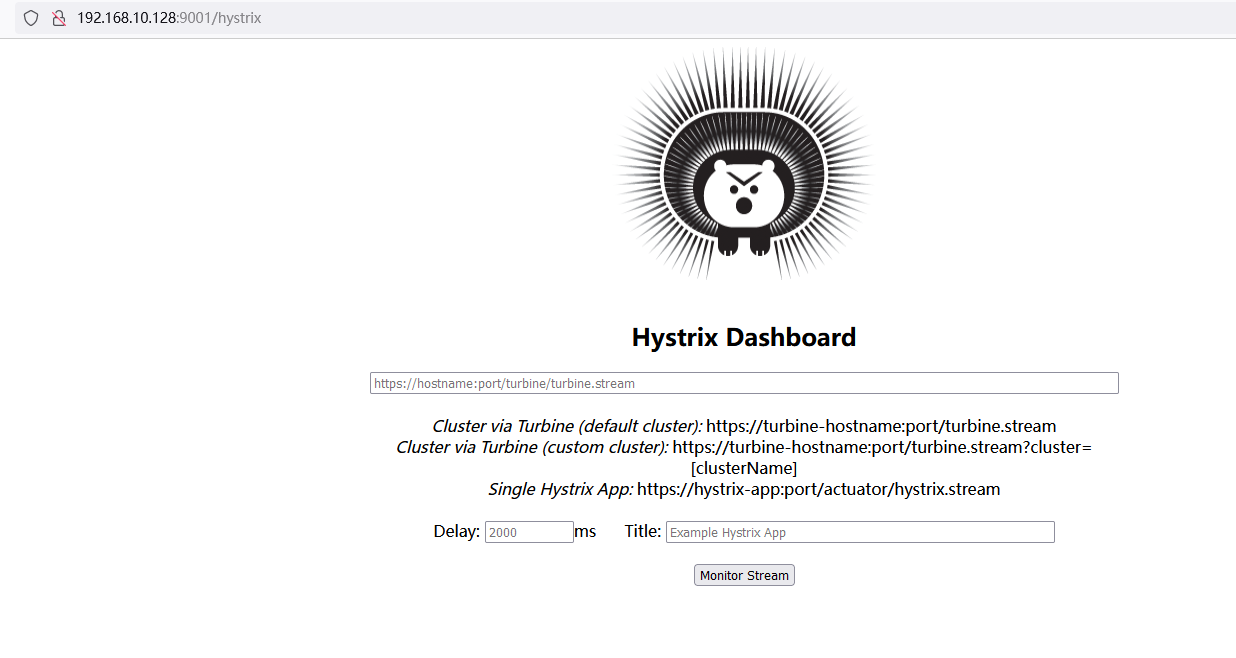 192.168.10.128:9001/hystrix
Hystrix Dashboard
https://hostname:port/turbine/turbine.stream
Cluster via Turbine (default cluster): https://turbine-hostname:port/turbine.stream
Cluster via Turbine (custom cluster): https://turbine-hostname:port/turbine.stream?cluster=
[clusterName]
Single Hystrix App: https://hystrix-app:port/actuator/hystrix.stream
Delay: 2000 ms Title: Example Hystrix App
Monitor Stream